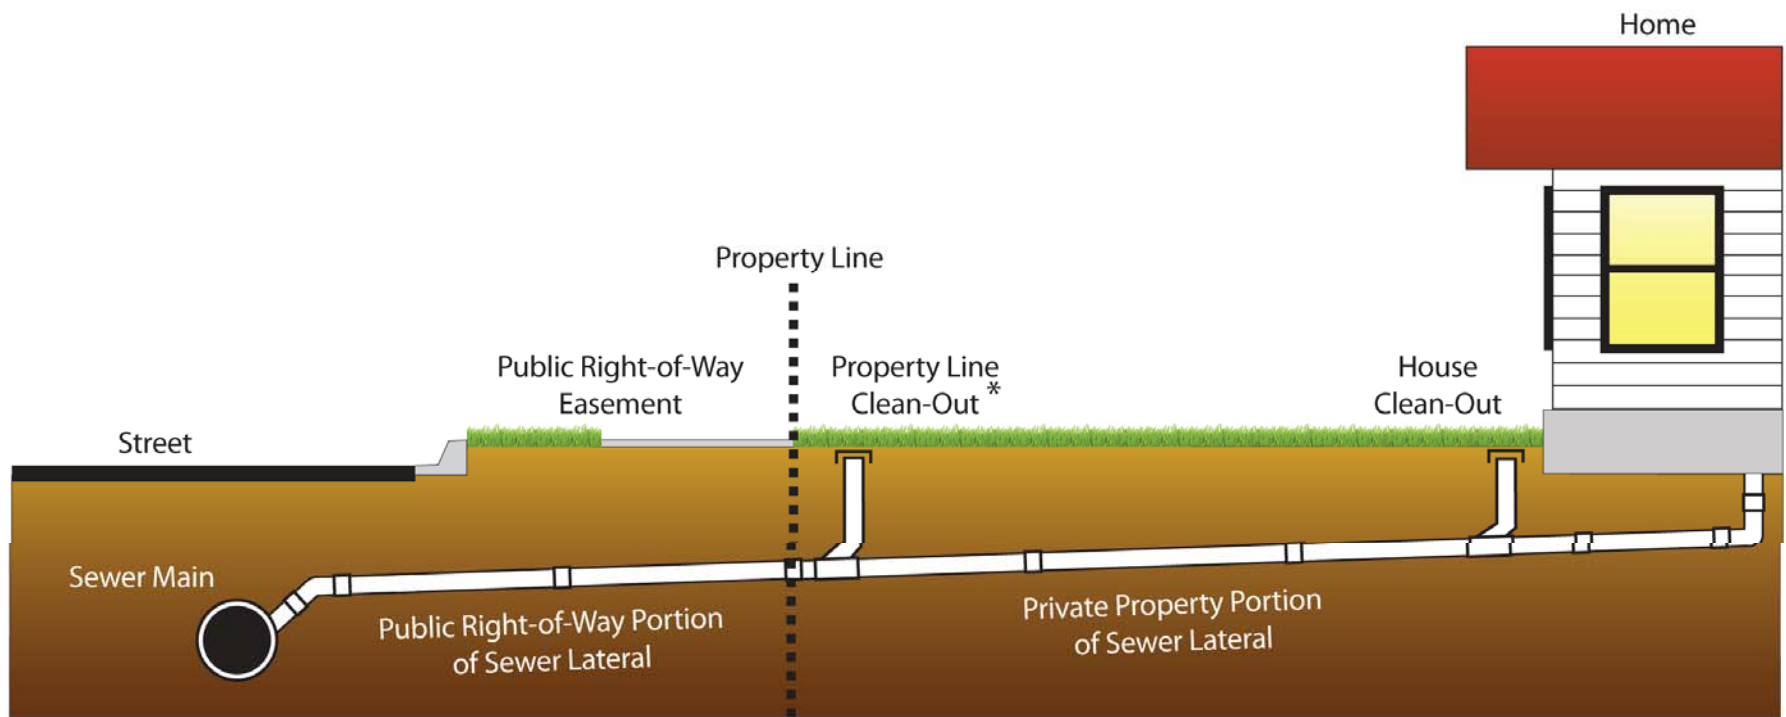 Home
Property Line
Public Right-of-Way
Easement
Property Line
Clean-Out *
House
Clean-Out
Street
Sewer Main
Public Right-of-Way Portion
of Sewer Lateral
Private Property Portion
of Sewer Lateral